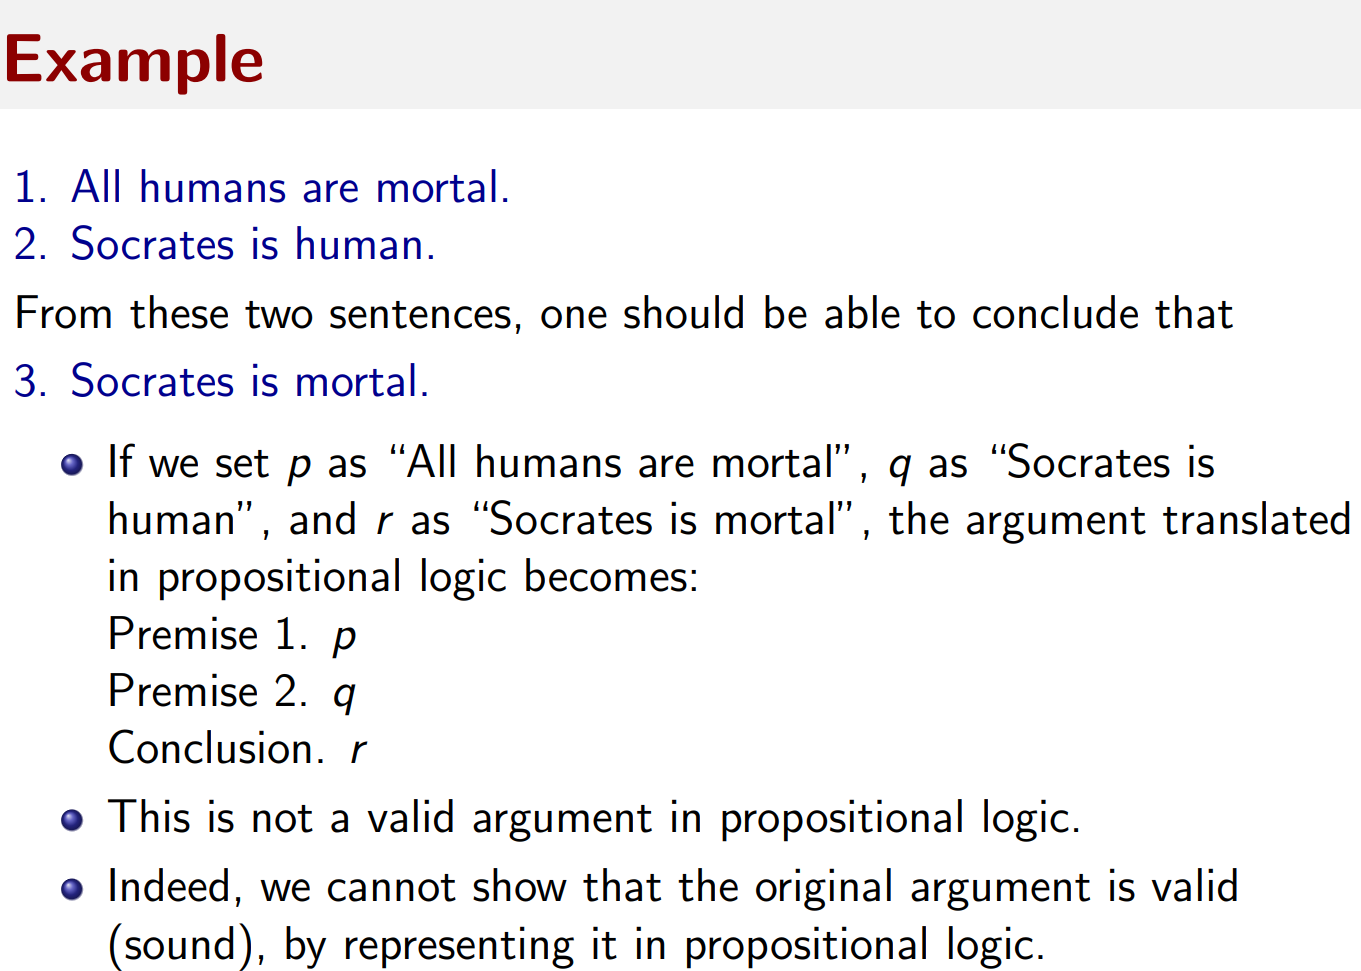 Example
1. All humans are mortal.
2. Socrates is human.
From these two sentences, one should be able to conclude that
3. Socrates is mortal.
If we set p as “All humans are mortal”, q as “Socrates is
human”, and r as “Socrates is mortal”, the argument translated
in propositional logic becomes:
Premise 1. p
Premise 2. q
Conclusion. r
This is not a valid argument in propositional logic.
Indeed, we cannot show that the original argument is valid
(sound), by representing it in propositional logic.